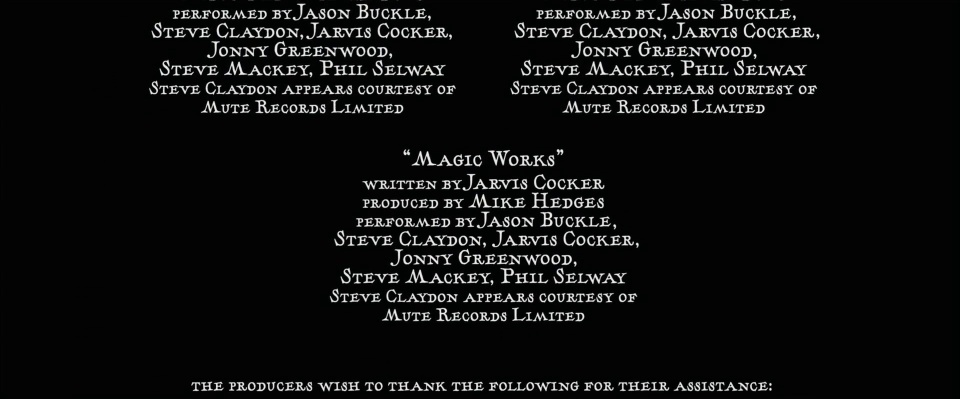 PERFORMED BY JASON BUCKLE,
STEVE CLAYDON, JARVIS COCKER,
JONNY GREENWOOD,
STEVE MACKEY, PHIL SELWAY
STEVE CLAYDON APPEARS COURTESY OF
MUTE RECORDS LIMITED
PERFORMED BY JASON BUCKLE,
STEVE CLAYDON, JARVIS COCKER,
JONNY GREENWOOD,
STEVE MACKEY, PHIL SELWAY
STEVE CLAYDON APPEARS COURTESY OF
MUTE RECORDS LIMITED
“MAGIC WORKS”
WRITTEN BY JARVIS COCKER
PRODUCED BY MIKE HEDGES
PERFORMED BY JASON BUCKLE,
STEVE CLAYDON, JARVIS COCKER,
JONNY GREENWOOD,
STEVE MACKEY, PHIL SELWAY
STEVE CLAYDON APPEARS COURTESY OF
MUTE RECORDS LIMITED
THE PRODUCERS WISH TO THANK THE FOLLOWING FOR THEIR ASSISTANCE: